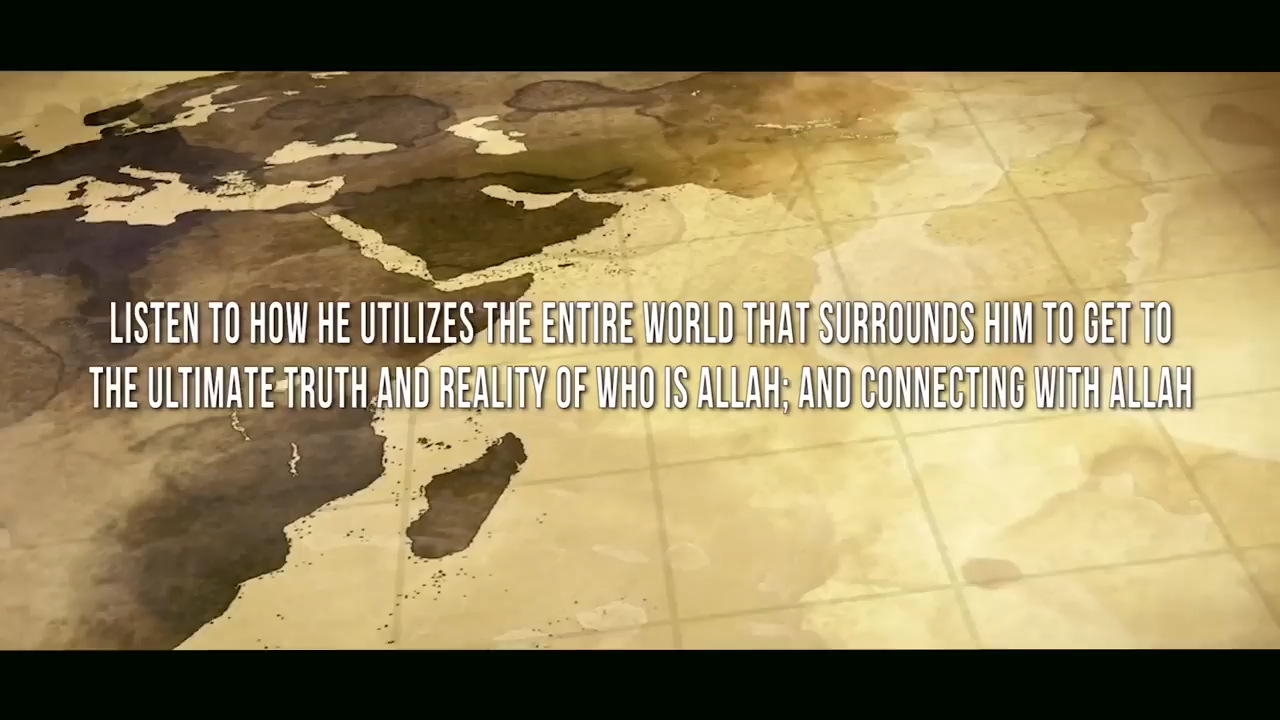 LISTEN TO HOW HE UTILIZES THE ENTIRE WORLD THAT SURROUNDS HIM TO GET TO
THE ULTIMATE TRUTH AND REALITY OF WHO IS ALLAH; AND CONNECTING WITH ALLAH